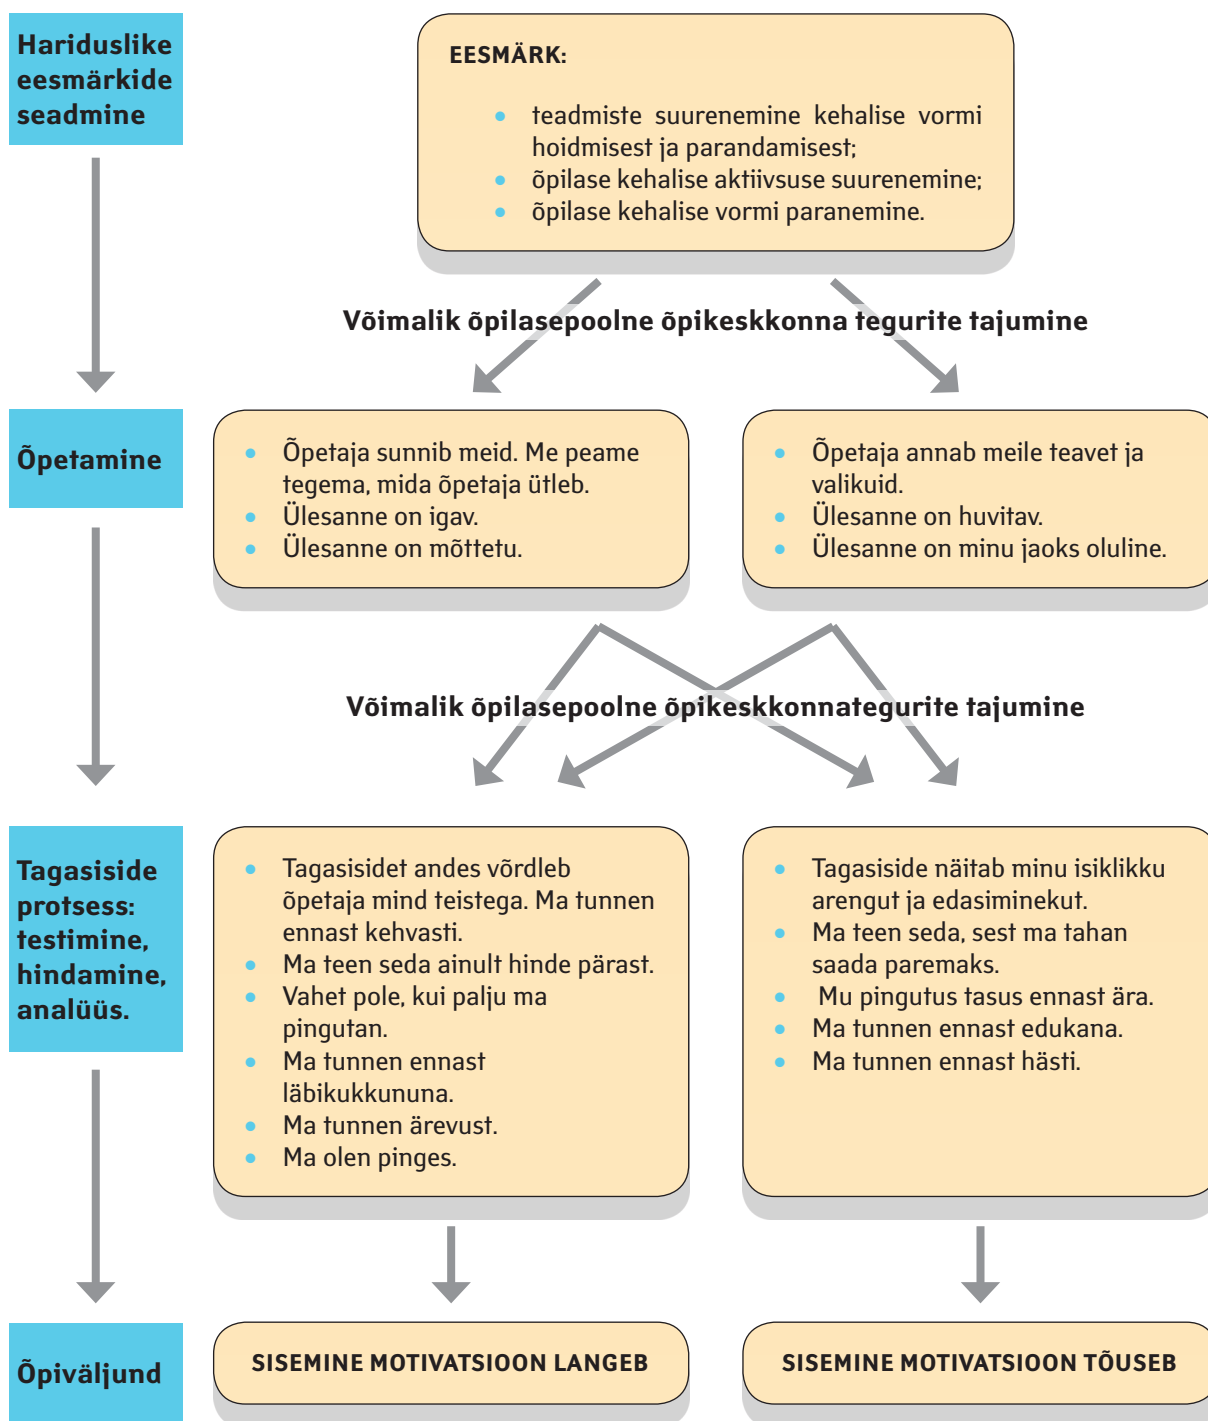 Hariduslike
eesmärkide
seadmine
EESMÄRK:
• teadmiste suurenemine kehalise vormi
hoidmisest ja parandamisest;
• õpilase kehalise aktiivsuse suurenemine;
• õpilase kehalise vormi paranemine.
Võimalik õpilasepoolne õpikeskkonna tegurite tajumine
Õpetamine
• Õpetaja sunnib meid. Me peame
tegema, mida õpetaja ütleb.
• Ülesanne on igav.
• Ülesanne on mõttetu.
• Õpetaja annab meile teavet ja
valikuid.
• Ülesanne on huvitav.
• Ülesanne on minu jaoks oluline.
Võimalik õpilasepoolne õpikeskkonnategurite tajumine
Tagasiside
protsess:
testimine,
hindamine,
analüüs.
• Tagasisidet andes võrdleb
õpetaja mind teistega. Ma tunnen
ennast kehvasti.
• Ma teen seda ainult hinde pärast.
• Vahet pole, kui palju ma
pingutan.
• Ma tunnen ennast
läbikukkununa.
• Ma tunnen ärevust.
• Ma olen pinges.
• Tagasiside näitab minu isiklikku
arengut ja edasiminekut.
• Ma teen seda, sest ma tahan
saada paremaks.
• Mu pingutus tasus ennast ära.
• Ma tunnen ennast edukana.
• Ma tunnen ennast hästi.
Õpiväljund
SISEMINE MOTIVATSIOON LANGEB
SISEMINE MOTIVATSIOON TÕUSEB